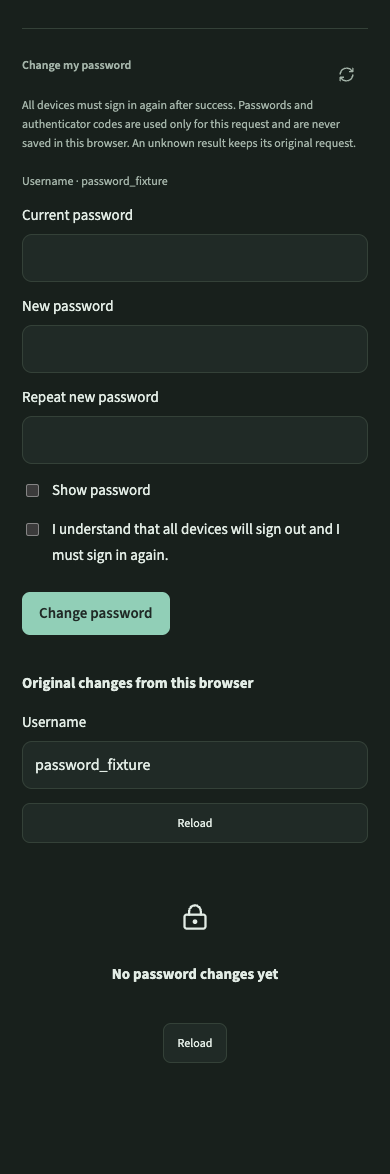 Change my password
All devices must sign in again after success. Passwords and
authenticator codes are used only for this request and are never
saved in this browser. An unknown result keeps its original request.
Username · password_fixture
Current password
New password
Repeat new password
Show password
I understand that all devices will sign out and I
must sign in again.
Change password
Original changes from this browser
Username
password_fixture
Reload
No password changes yet
Reload